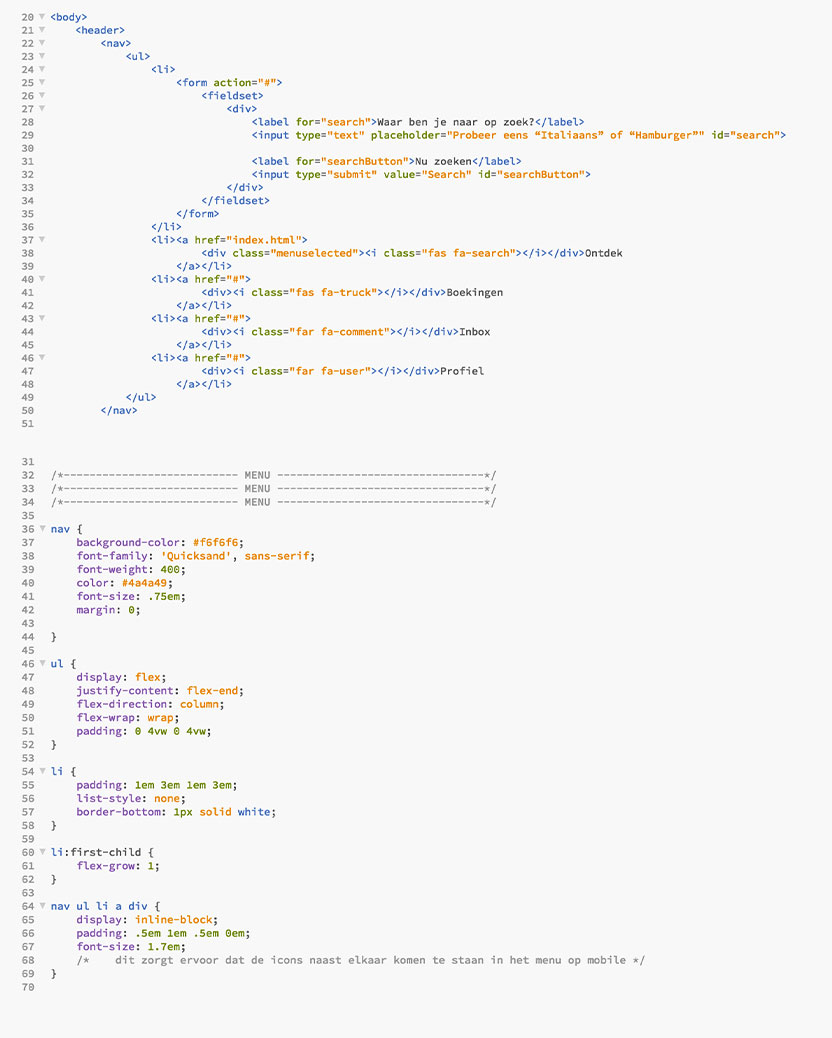 20 <body>
21 <header>
22 <nav>
23 <ul>
24 <li>
25 <form action="#">
26 <fieldset>
27 <div>
28 <label for="search">Waar ben je naar op zoek?</label>
29 <input type="text" placeholder="Probeer eens “Italiaans” of “Hamburger”" id="search">
30
31 <label for="searchButton">Nu zoeken</label>
32 <input type="submit" value="Search" id="searchButton">
33 </div>
34 </fieldset>
35 </form>
36 </li>
37 <li><a href="index.html">
38 <div class="menuselected"><i class="fas fa-search"></i></div>Ontdek
39 </a></li>
40 <li><a href="#">
41 <div><i class="fas fa-truck"></i></div>Boekingen
42 </a></li>
43 <li><a href="#">
44 <div><i class="far fa-comment"></i></div>Inbox
45 </a></li>
46 <li><a href="#">
47 <div><i class="far fa-user"></i></div>Profiel
48 </a></li>
49 </ul>
50 </nav>
51
31
32 /*--------------------------- MENU --------------------------------*/
33 /*--------------------------- MENU --------------------------------*/
34 /*--------------------------- MENU --------------------------------*/
35
36 nav {
37 background-color: #f6f6f6;
38 font-family: 'Quicksand', sans-serif;
39 font-weight: 400;
40 color: #4a4a49;
41 font-size: .75em;
42 margin: 0;
43
44 }
45
46 ul {
47 display: flex;
48 justify-content: flex-end;
49 flex-direction: column;
50 flex-wrap: wrap;
51 padding: 0 4vw 0 4vw;
52 }
53
54 li {
55 padding: 1em 3em 1em 3em;
56 list-style: none;
57 border-bottom: 1px solid white;
58 }
59
60 li:first-child {
61 flex-grow: 1;
62 }
63
64 nav ul li a div {
65 display: inline-block;
66 padding: .5em 1em .5em 0em;
67 font-size: 1.7em;
68 /* dit zorgt ervoor dat de icons naast elkaar komen te staan in het menu op mobile */
69 }
70